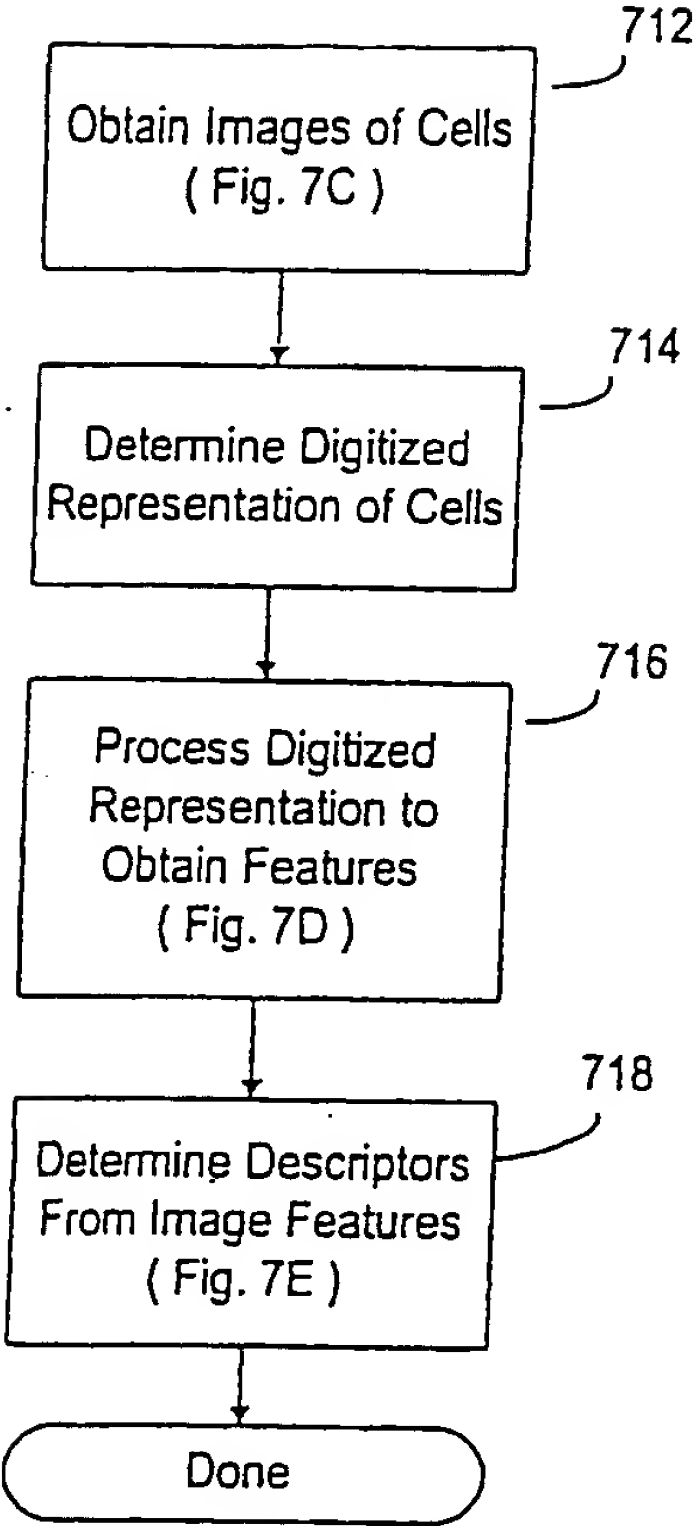 712
Obtain Images of Cells
( Fig. 7C )
714
Determine Digitized
Representation of Cells
716
Process Digitized
Representation to
Obtain Features
( Fig. 7D )
718
Determine Descriptors
From Image Features
( Fig. 7E )
Done